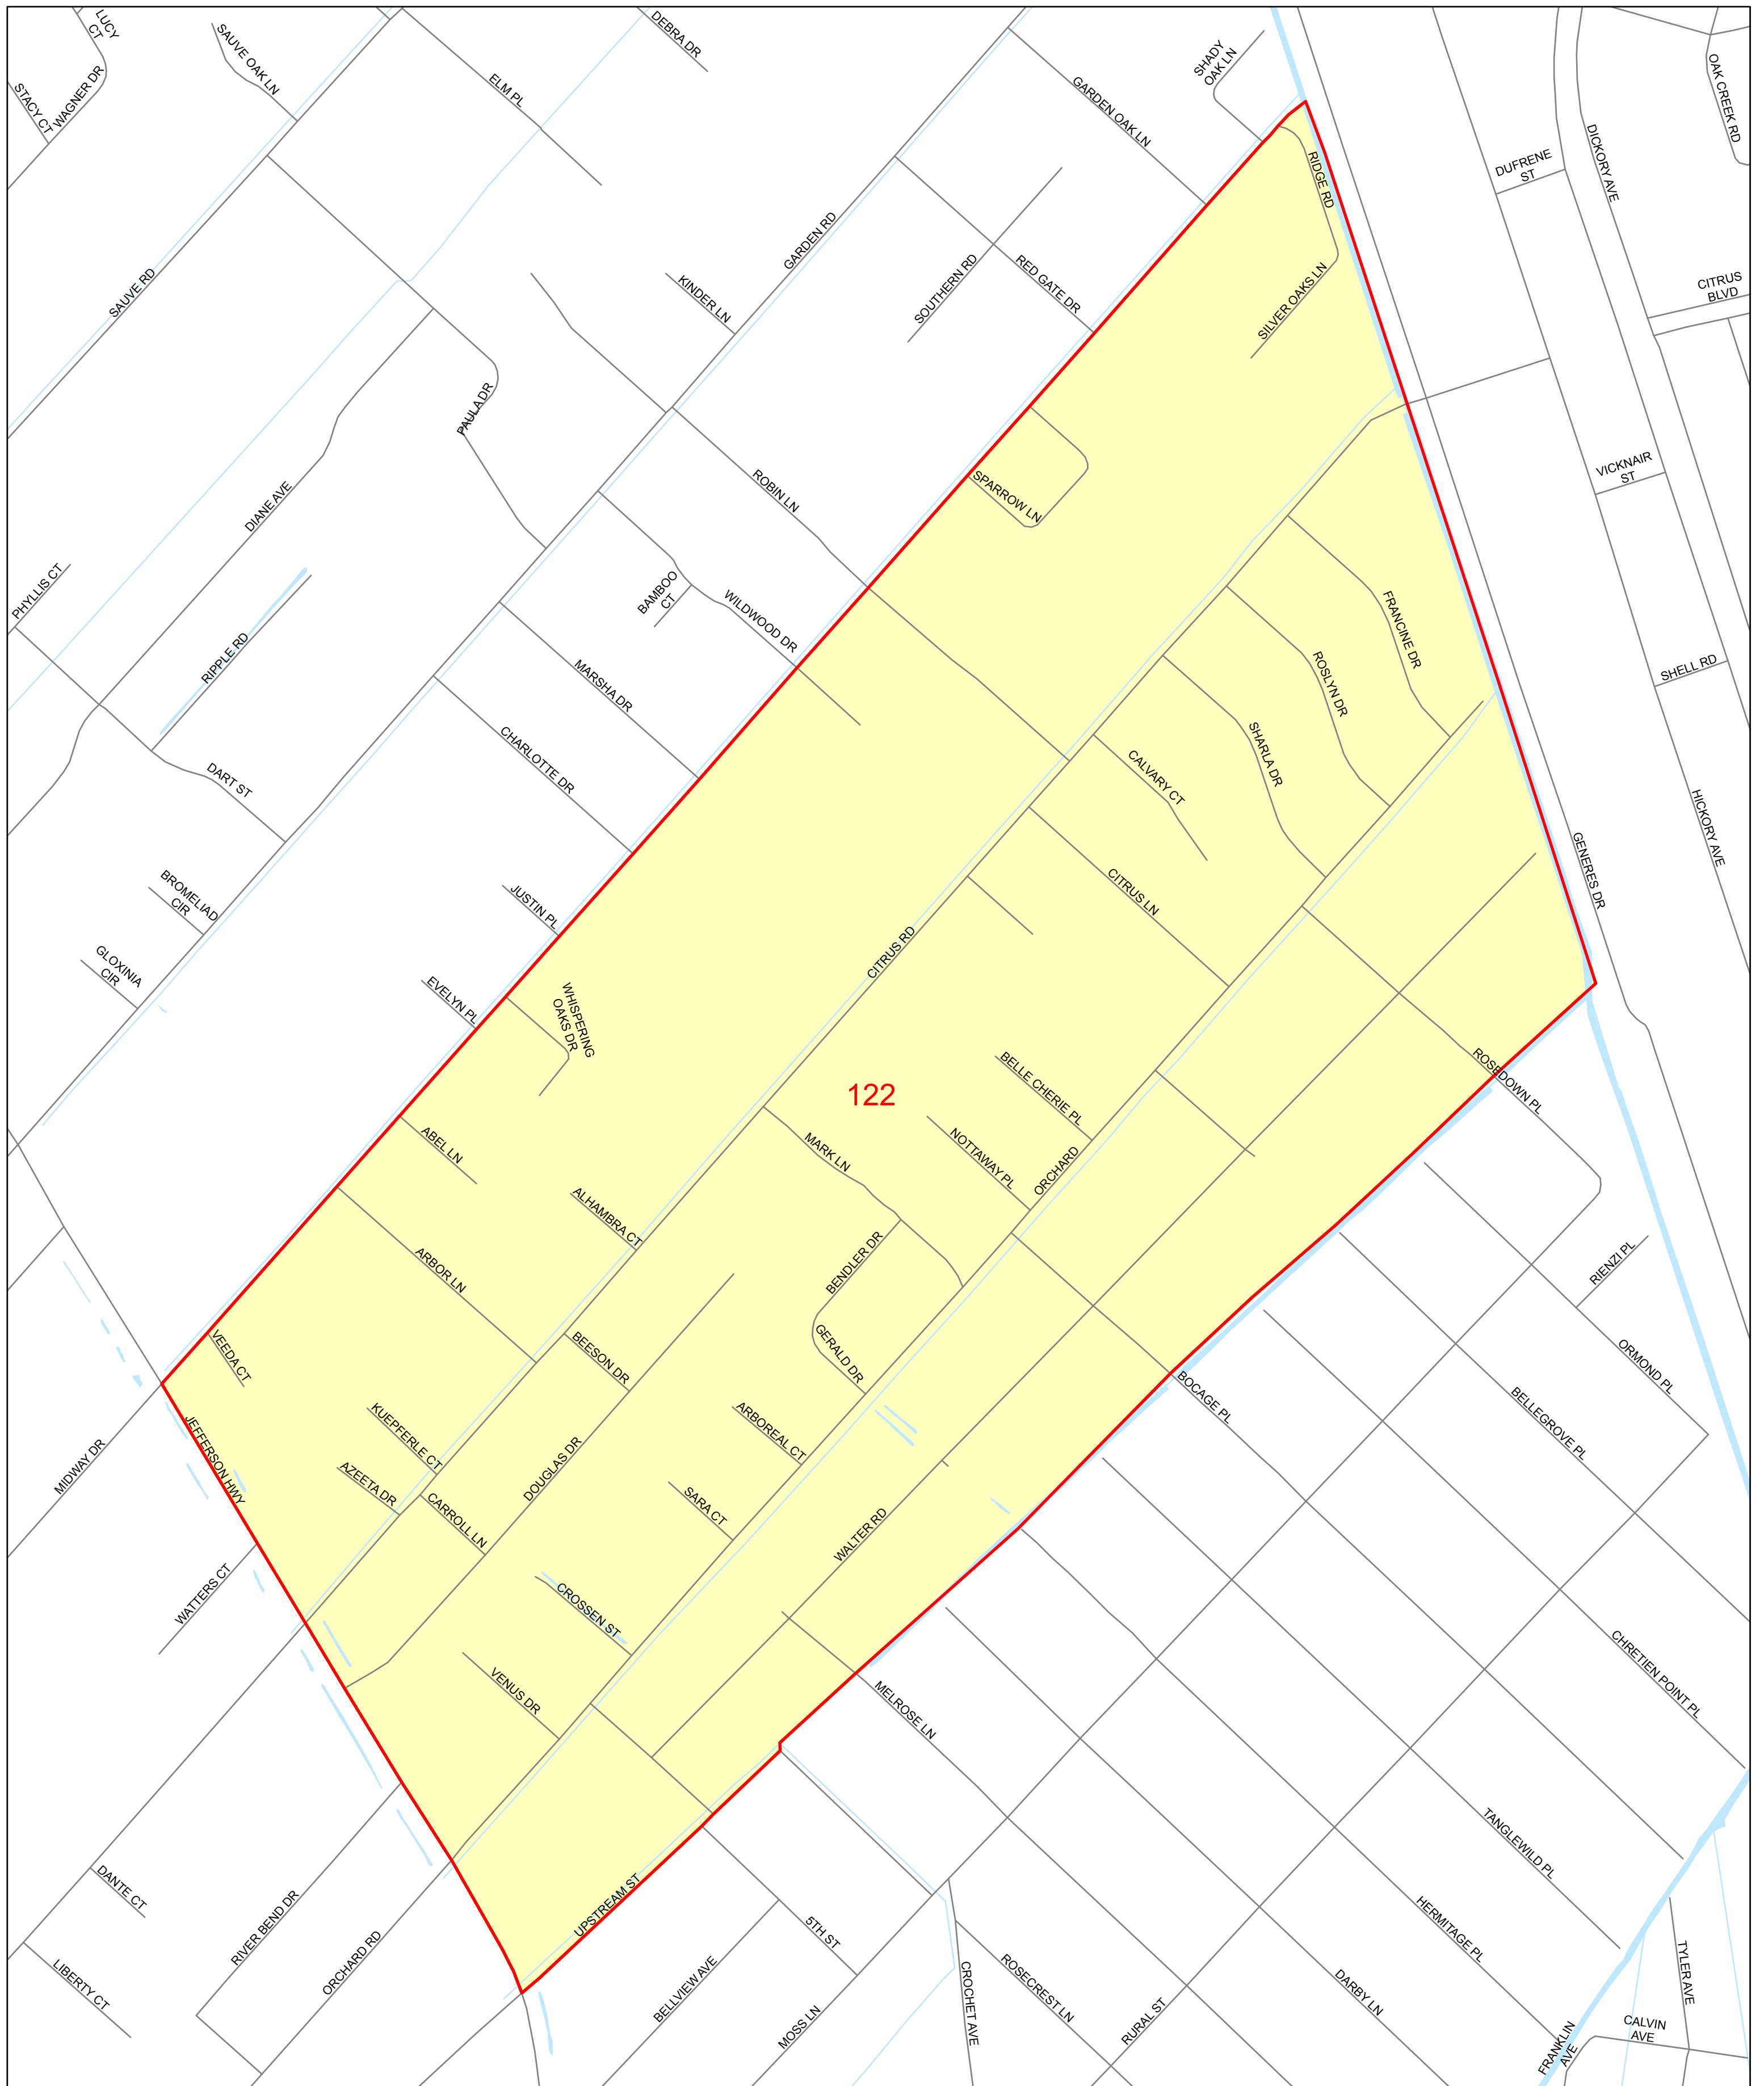 LUCY
CT
WAGNER DR
STACY CT
SAUVE OAK LN
ELM PL
DEBRA DR
SHADY
OAK LN
GARDEN OAK LN
OAK CREEK RD
DICKORY AVE
DUFRENE
ST
RIDGE RD
SAUVE RD
GARDEN RD
KINDER LN
SOUTHERN RD
RED GATE DR
SILVER OAKS LN
CITRUS
BLVD
PAULA DR
DIANE AVE
ROBIN LN
SPARROW LN
VICKNAIR
ST
PHYLLIS CT
RIPPLE RD
BAMBOO
CT
WILDWOOD DR
MARSHA DR
FRANCINE DR
ROSLYN DR
SHARLA DR
SHELL RD
CHARLOTTE DR
CALVARY CT
DART ST
HICKORY AVE
GENERES DR
BROMELIAD
CIR
JUSTIN PL
CITRUS LN
CITRUS RD
GLOXINIA
CIR
EVELYN PL
WHISPERING
OAKS DR
122
BELLE CHERIE PL
ROSEDOWN PL
ABEL LN
MARK LN
NOTTAWAY PL
ORCHARD
ALHAMBRA CT
ARBOR LN
BENDLER DR
RIENZI PL
VEEDA CT
BEESON DR
GERALD DR
ORMOND PL
BOCAGE PL
BELLEGROVE PL
KUEPFERLE CT
ARBOREAL CT
JEFFERSON HWY
MIDWAY DR
AZEETA DR
CARROLL LN
DOUGLAS DR
SARA CT
WALTER RD
WATTERS CT
CROSSEN ST
CHRETIEN POINT PL
VENUS DR
MELROSE LN
TANGLEWILD PL
DANTE CT
RIVER BEND DR
UPSTREAM ST
5TH ST
HERMITAGE PL
LIBERTY CT
ORCHARD RD
BELLVIEW AVE
MOSS LN
CROCHET AVE
ROSECREST LN
RURAL ST
DARBY LN
TYLER AVE
CALVIN
AVE
FRANKLIN
AVE